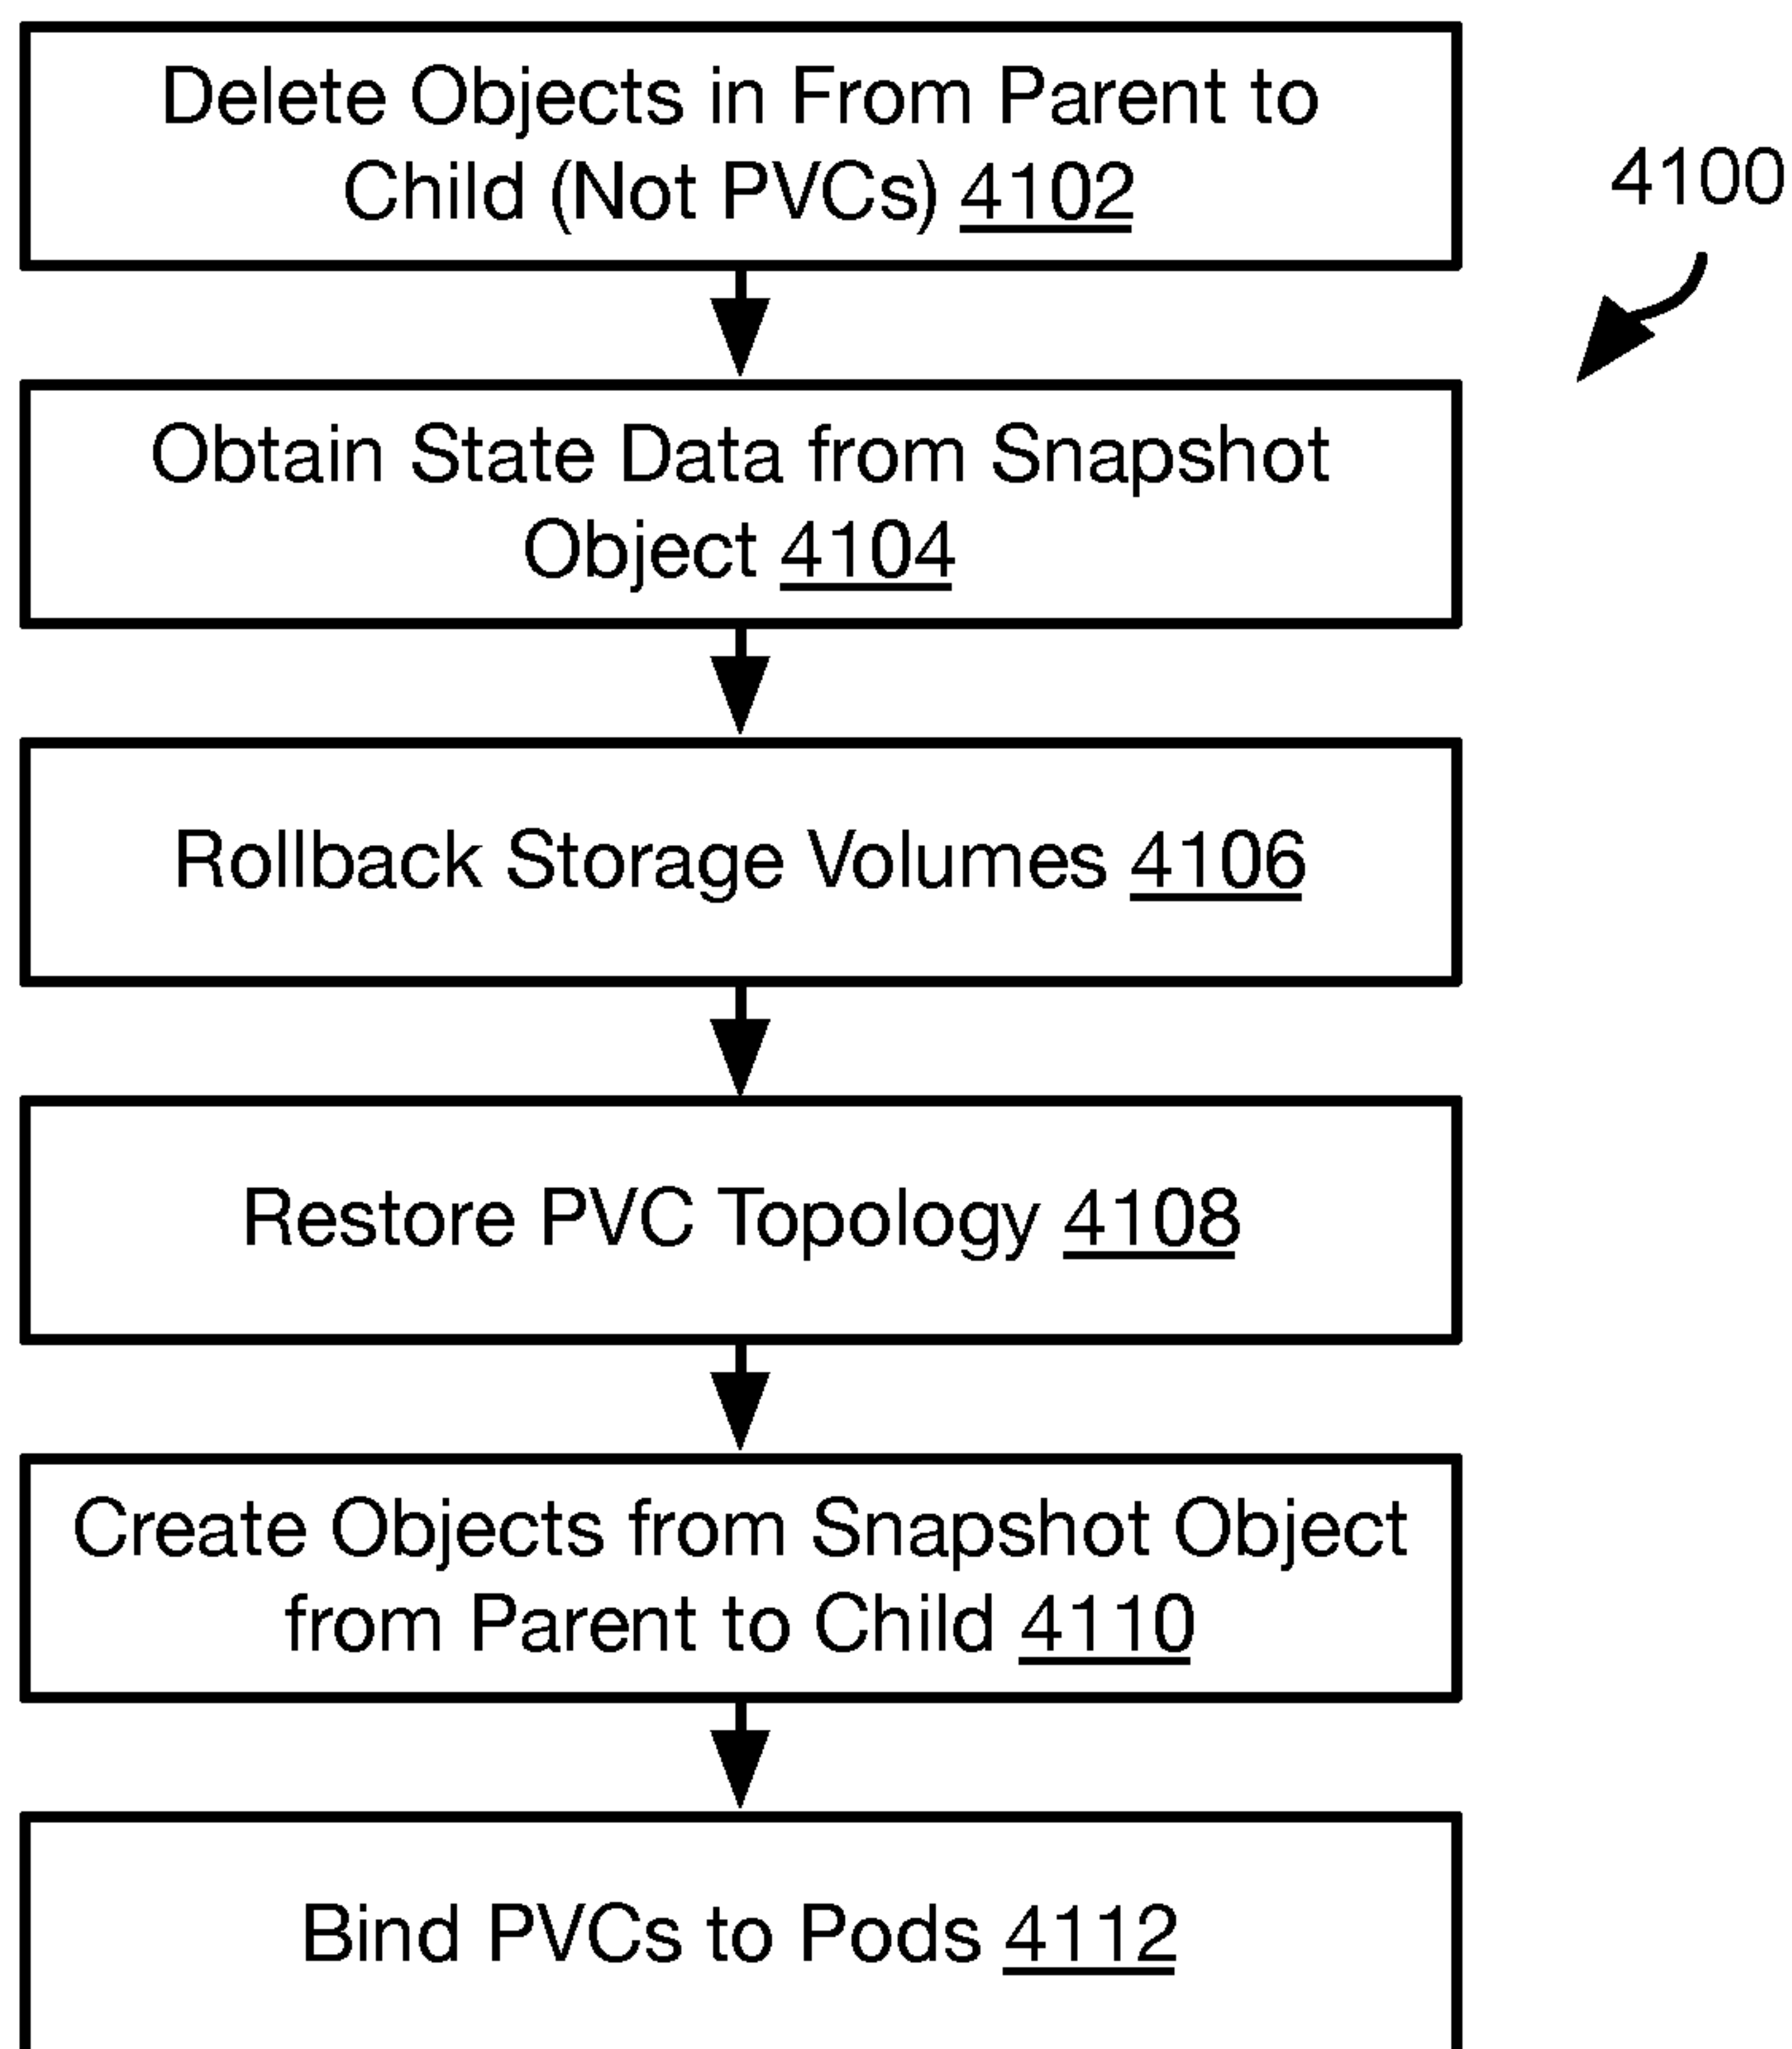 Delete Objects in From Parent to
Child (Not PVCs) 4102
4100
Obtain State Data from Snapshot
Object 4104
Rollback Storage Volumes 4106
Restore PVC Topology 4108
Create Objects from Snapshot Object
from Parent to Child 4110
Bind PVCs to Pods 4112